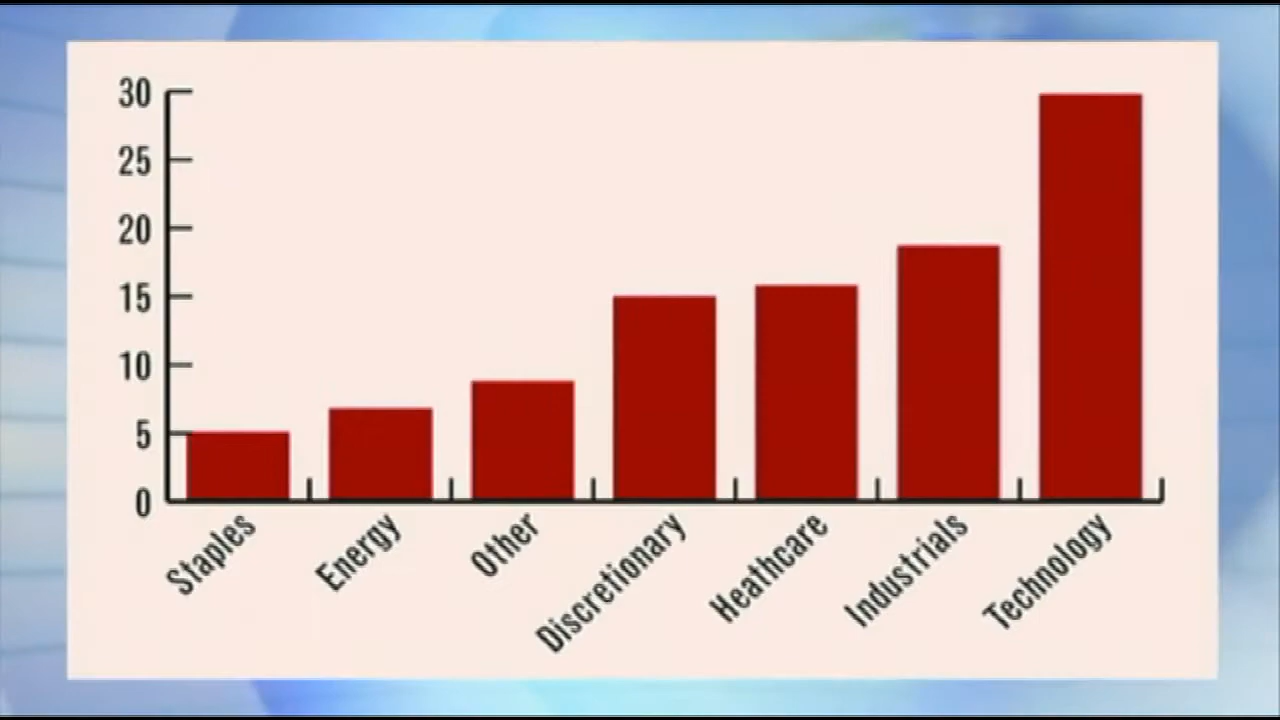 30
25
20
15
10
5
0
Staples
Energy
Other
Discretionary
Heathcare
Industrials
Technology